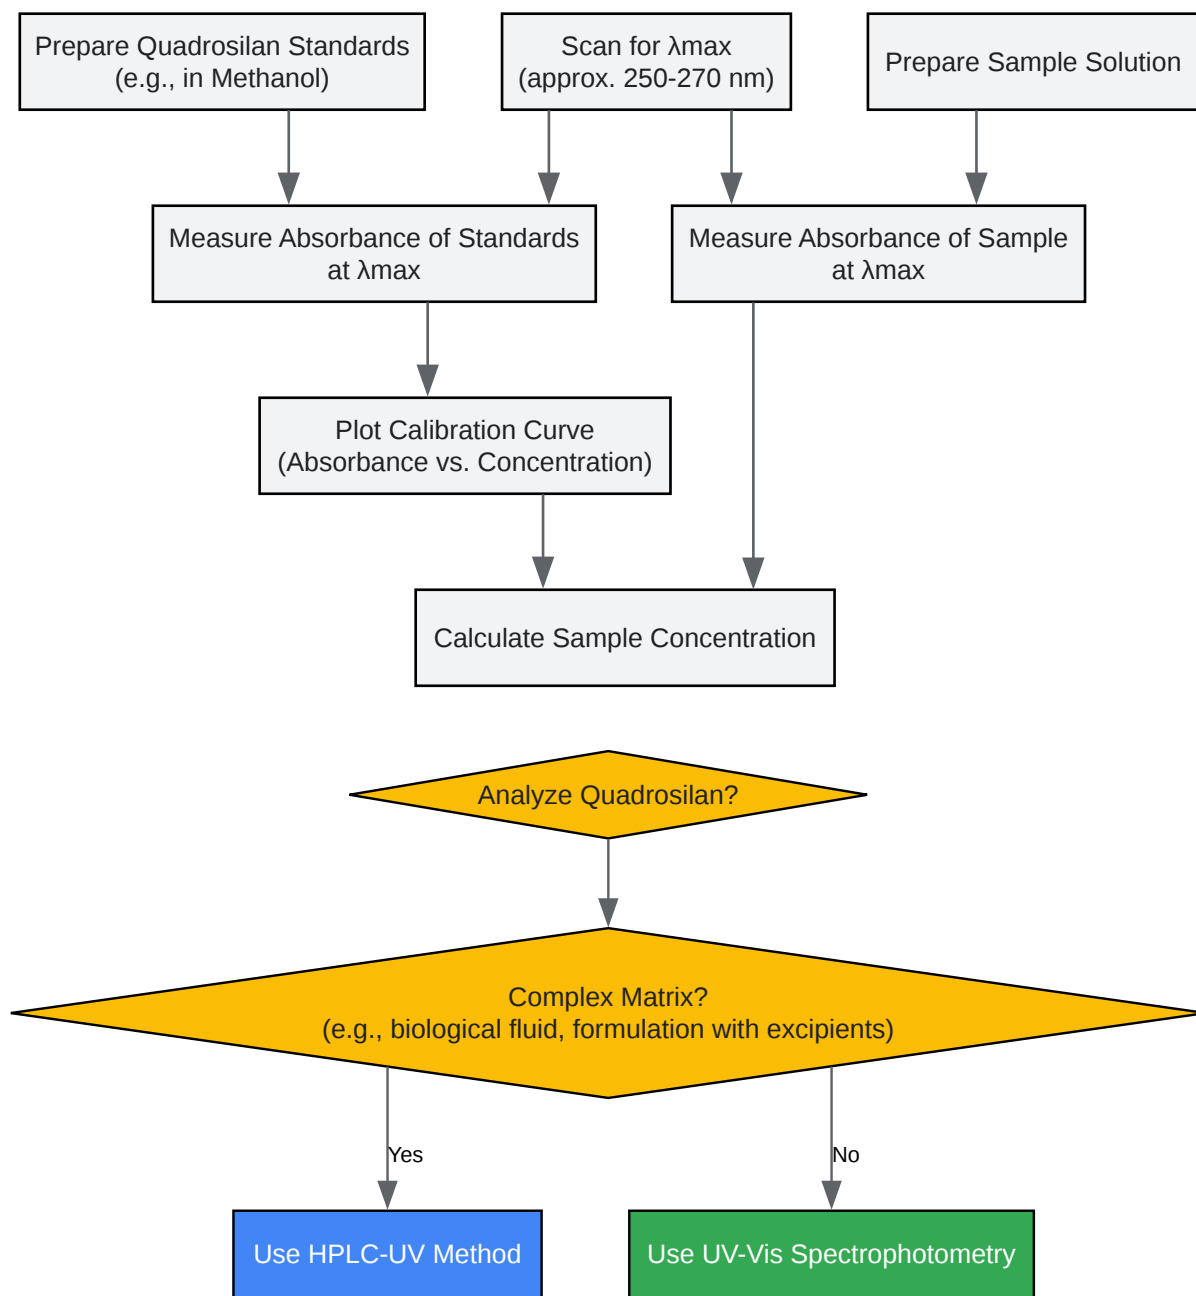 Prepare Quadrosilan Standards
(e.g., in Methanol)
Scan for λmax
(approx. 250-270 nm)
Prepare Sample Solution
Measure Absorbance of Standards
at λmax
Measure Absorbance of Sample
at λmax
Plot Calibration Curve
(Absorbance vs. Concentration)
Calculate Sample Concentration
Analyze Quadrosilan?
Complex Matrix?
(e.g., biological fluid, formulation with excipients)
Yes
No
Use HPLC-UV Method
Use UV-Vis Spectrophotometry